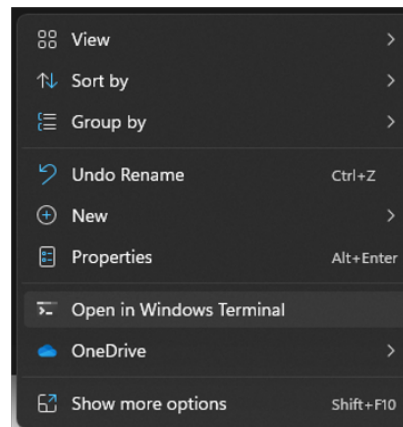 View
Sort by
Group by
Undo Rename Ctrl+Z
New
Properties Alt+Enter
Open in Windows Terminal
OneDrive
Show more options Shift+F10